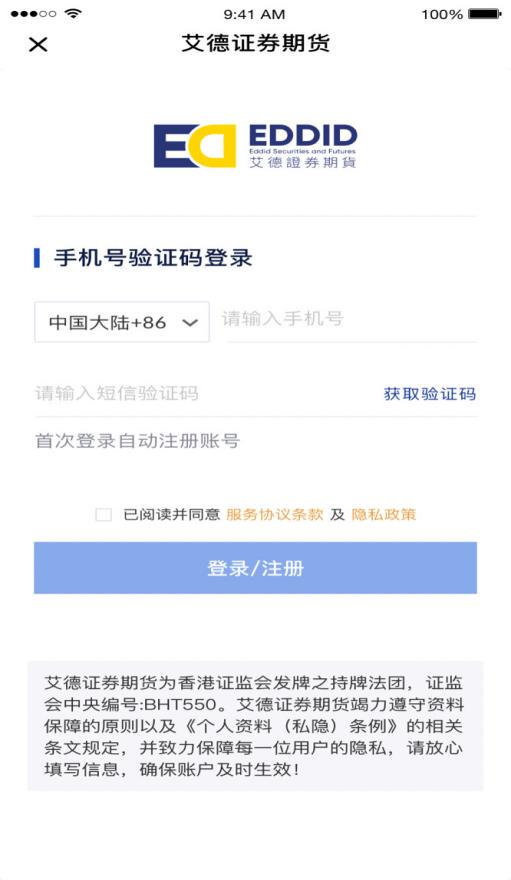 9:41 AM
100%
艾德证券期货
ED
EDDID
Eddid Securities and Futures
艾德證券期貨
手机号验证码登录
中国大陆+86
请输入手机号
请输入短信验证码
获取验证码
首次登录自动注册账号
已阅读并同意 服务协议条款 及 隐私政策
登录/注册
艾德证券期货为香港证监会发牌之持牌法团，证监
会中央编号:BHT550。艾德证券期货竭力遵守资料
保障的原则以及《个人资料（私隐）条例》的相关
条文规定，并致力保障每一位用户的隐私，请放心
填写信息，确保账户及时生效！